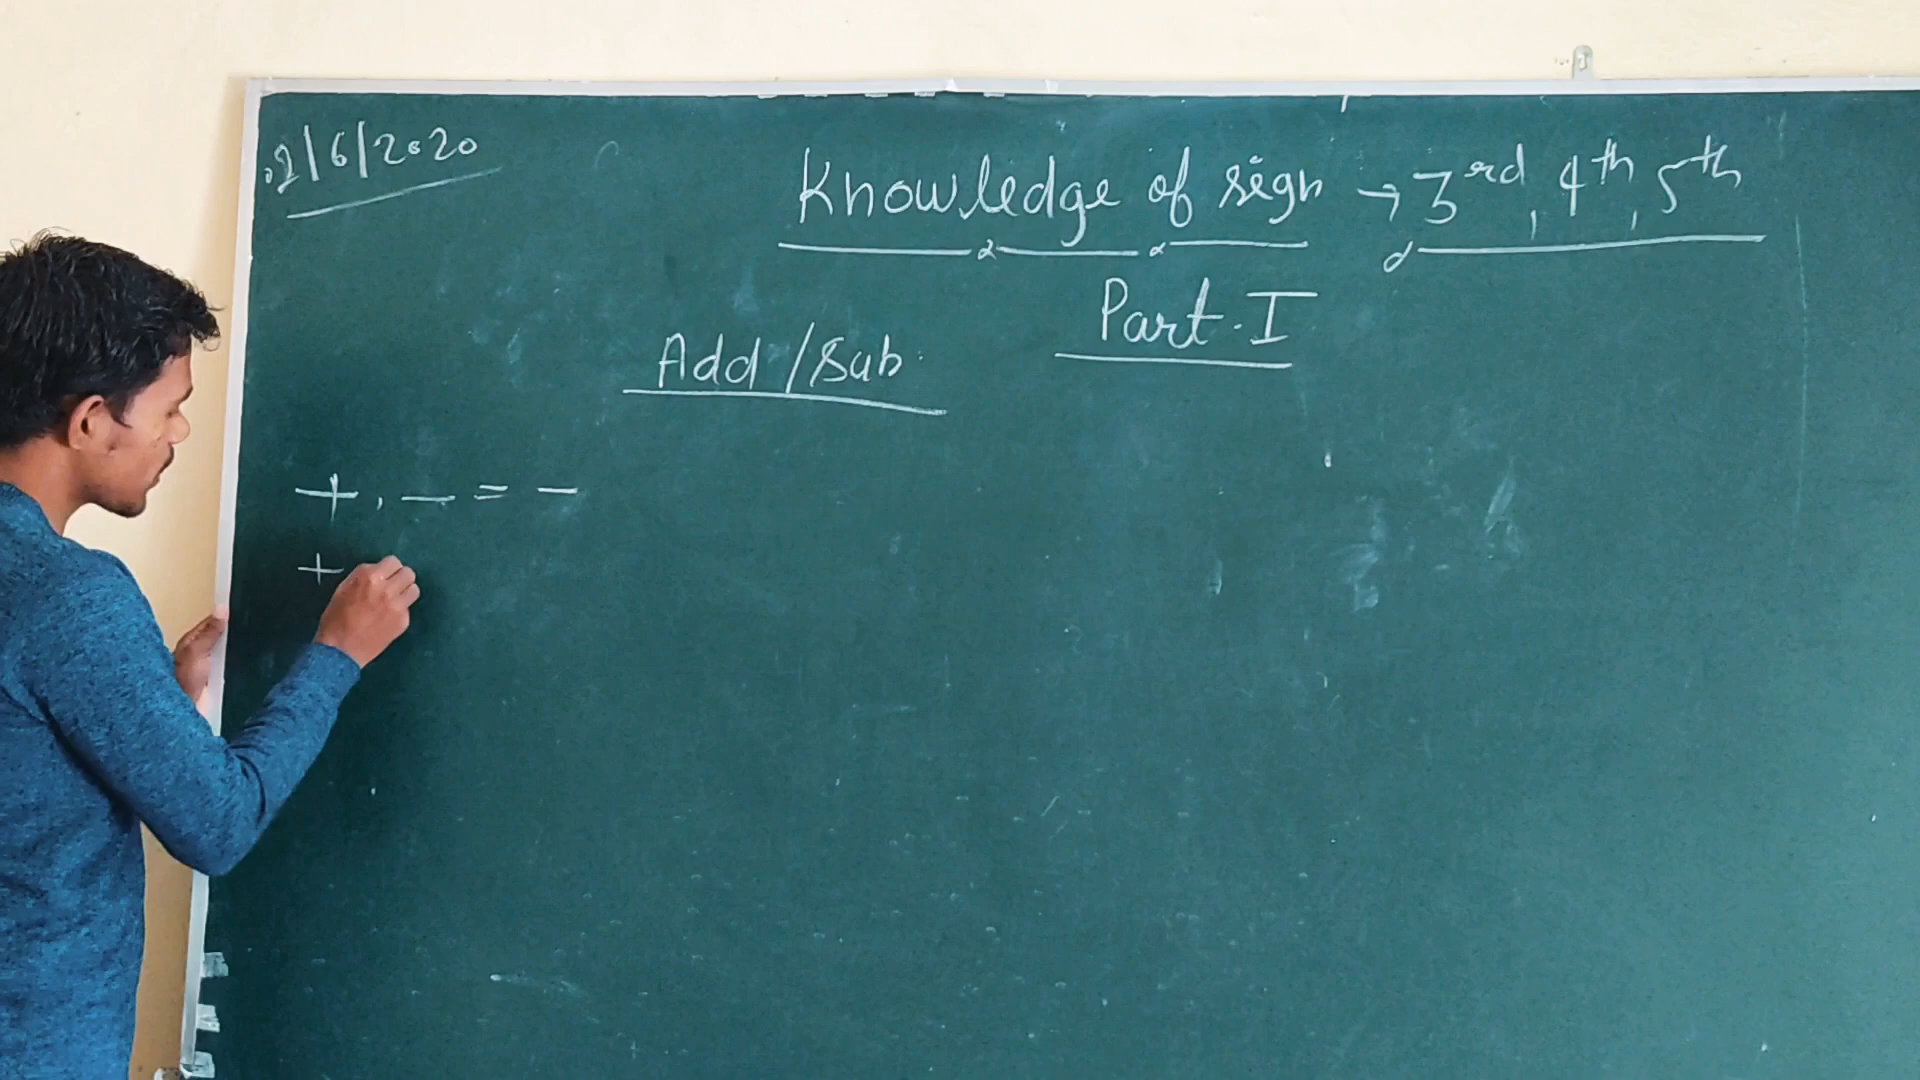 2/6/2020
Knowledge of sign → 3rd, 4th, 5th
Part-I
Add/Sub.
+, - = -
+